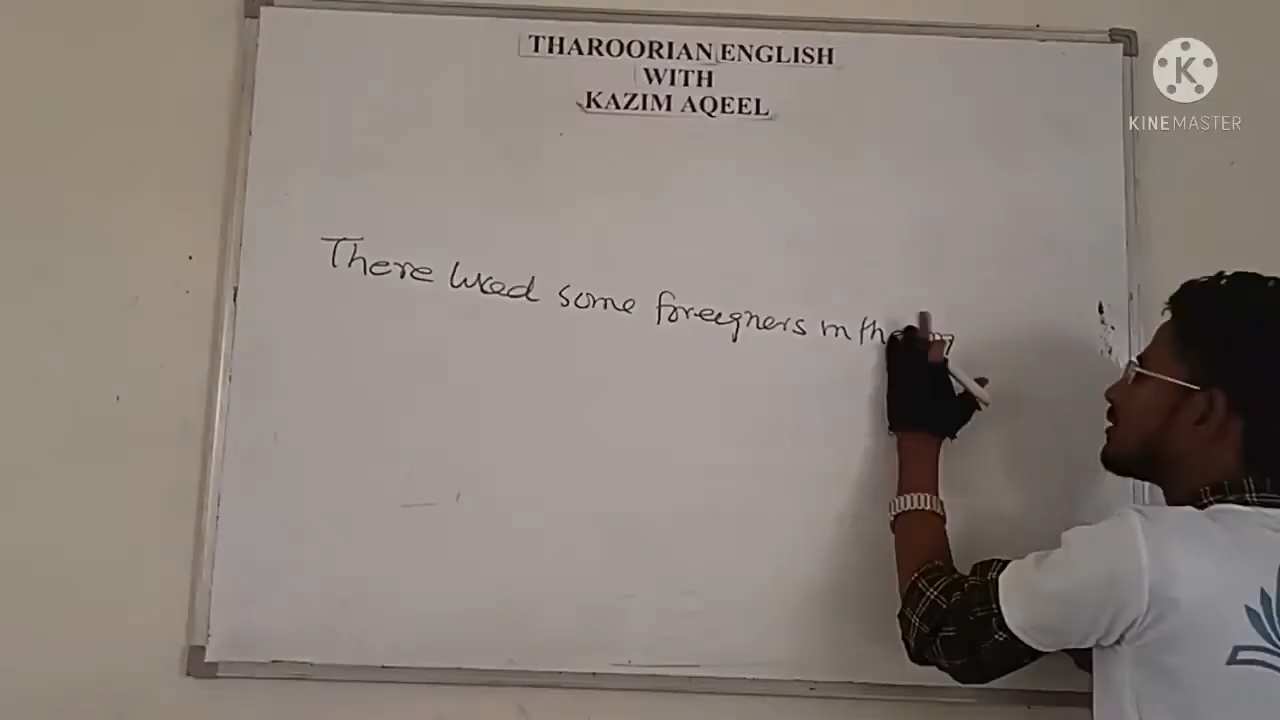 THAROORIAN ENGLISH
WITH
KAZIM AQEEL
KINEMASTER
There lived some foreigners in the